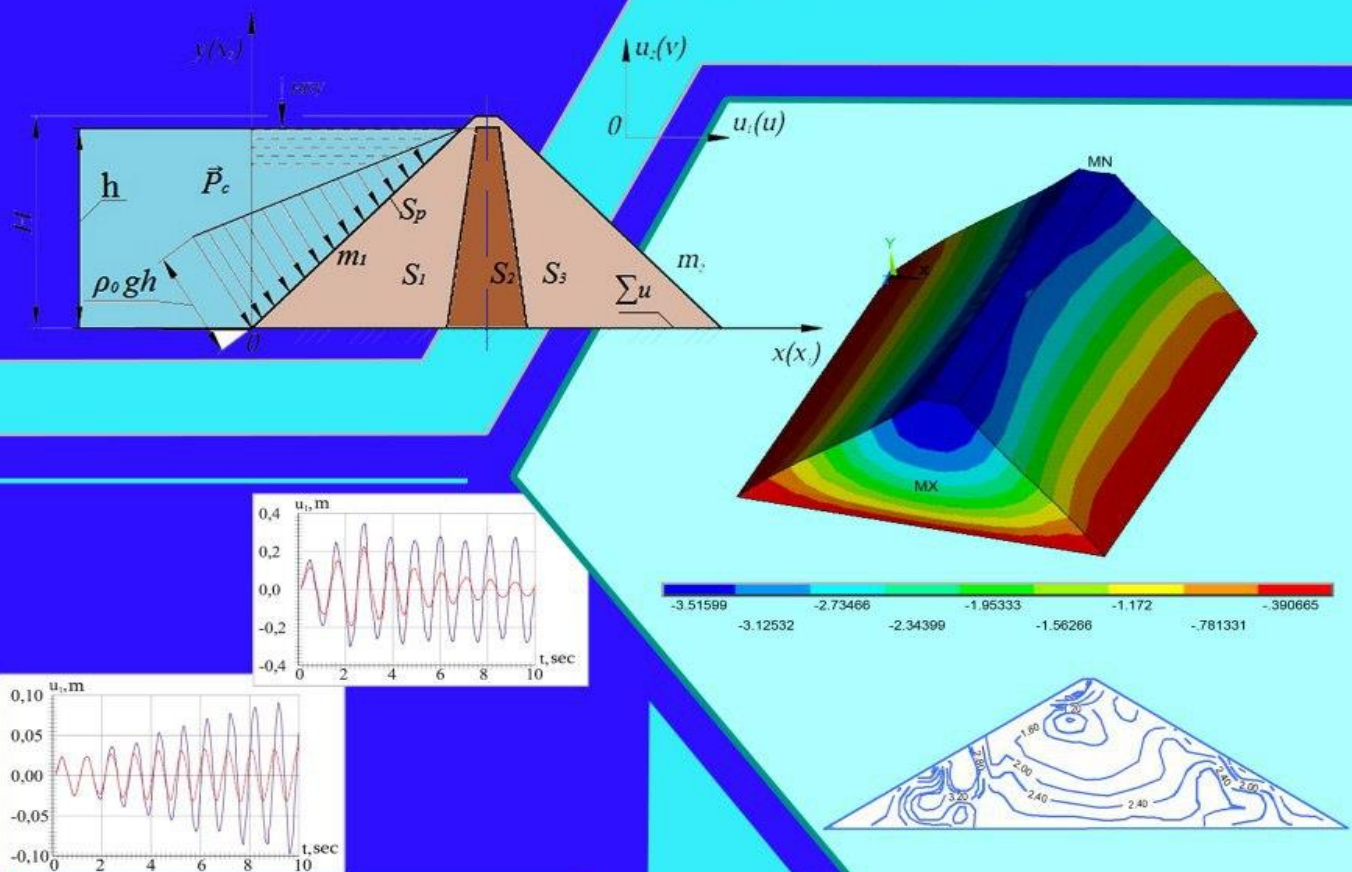 u₂(v)
0
u₁(u)
h
H
P⃗c
Sp
m₁
S₁
S₂
S₃
ρ₀gh
∑u
0
MN
Y
X
MX
-3.51599
-2.73466
-1.95333
-1.172
-.390665
-3.12532
-2.34399
-1.56266
-.781331
u₁,m
0,4
0,2
0,0
-0,2
-0,4
0 2 4 6 8 10
t,sec
u₁,m
0,10
0,05
0,00
-0,05
-0,10
0 2 4 6 8 10
t,sec
1.60
2.80
2.00
2.40
2.40
3.20
2.40
2.00